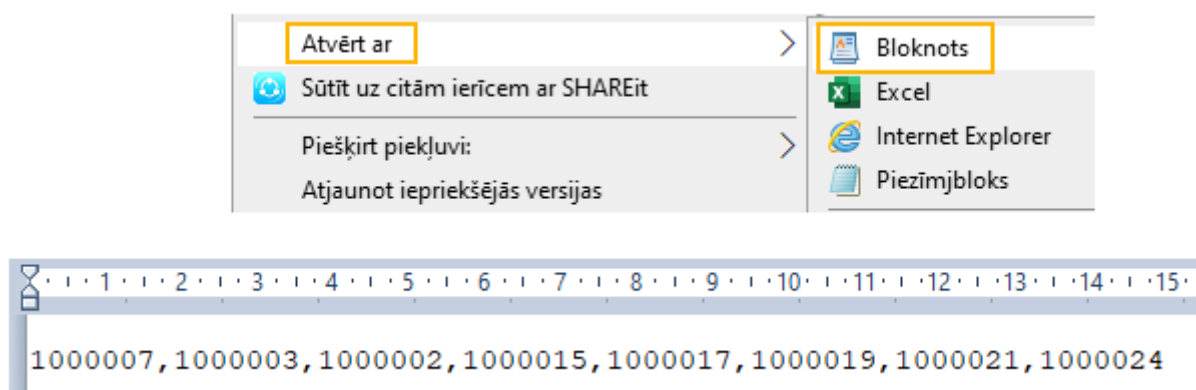 Atvērt ar
Sūtīt uz citām ierīcem ar SHAREit
Piešķirt piekļuvi:
Atjaunot iepriekšējās versijas
Bloknots
Excel
Internet Explorer
Piezīmjbloks
1 2 3 4 5 6 7 8 9 10 11 12 13 14 15
1000007,1000003,1000002,1000015,1000017,1000019,1000021,1000024